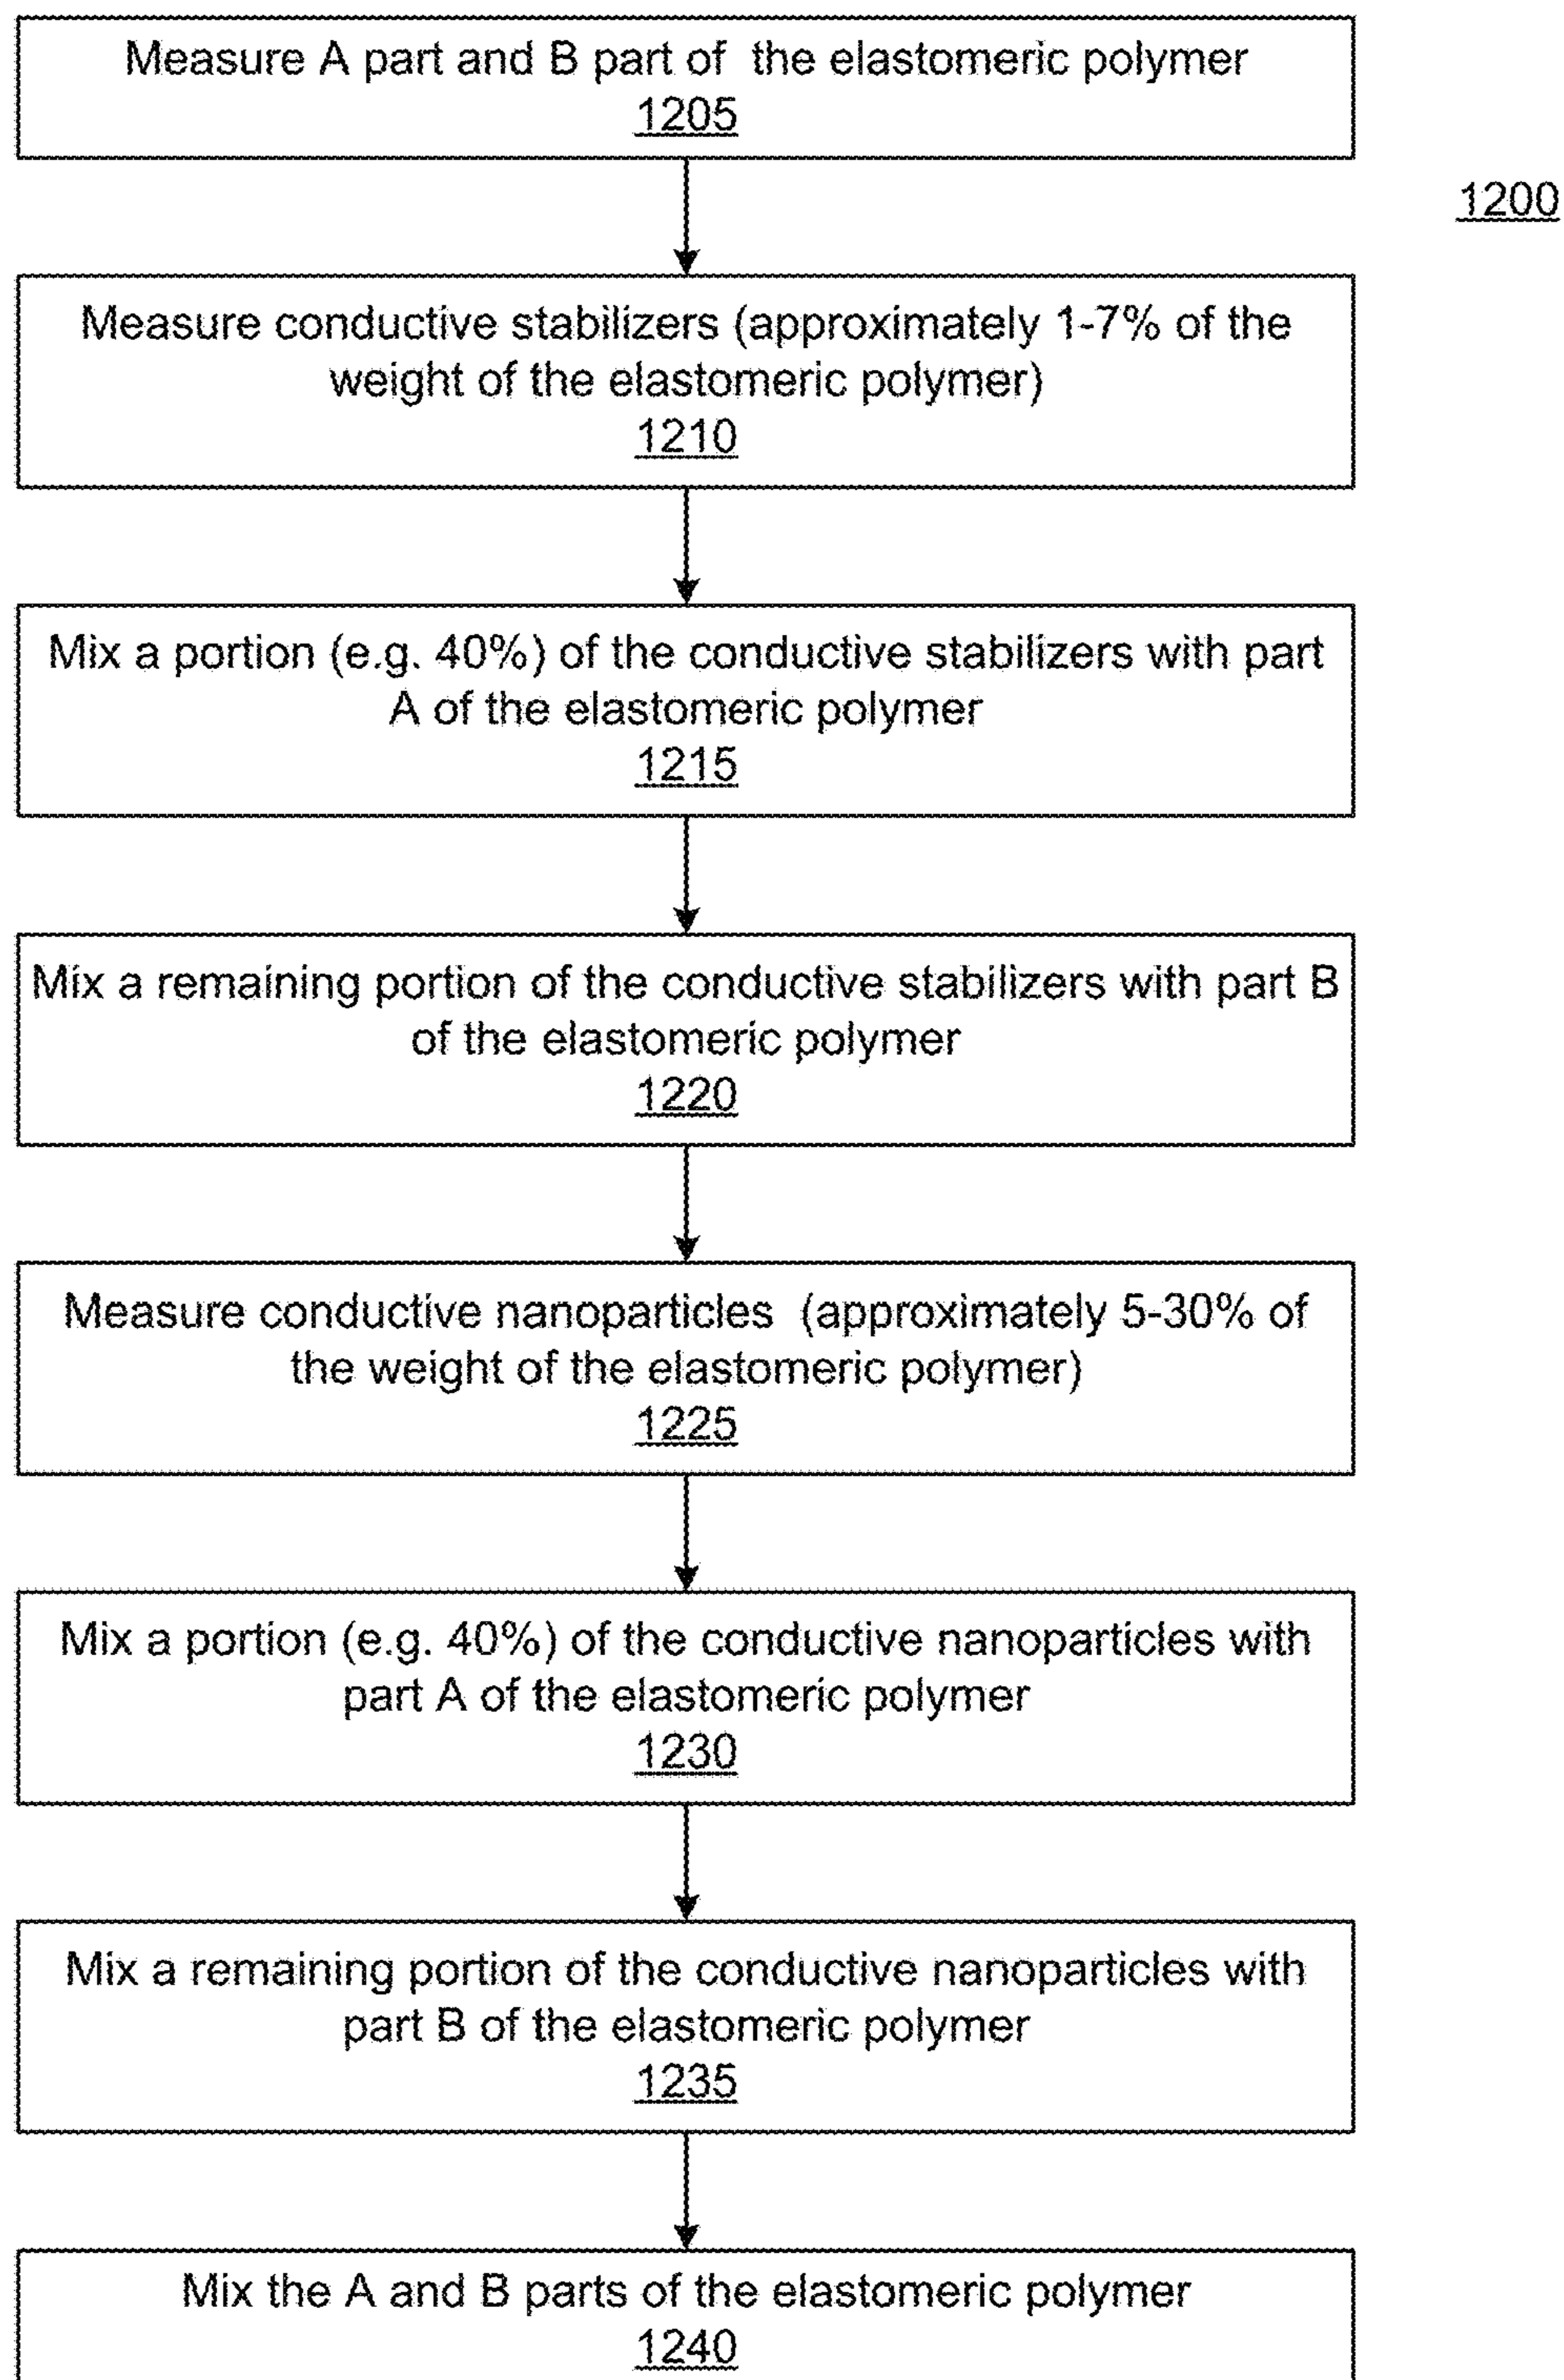 Measure A part and B part of  the elastomeric polymer
1205
1200
Measure conductive stabilizers (approximately 1-7% of the
weight of the elastomeric polymer)
1210
Mix a portion (e.g. 40%) of the conductive stabilizers with part
A of the elastomeric polymer
1215
Mix a remaining portion of the conductive stabilizers with part B
of the elastomeric polymer
1220
Measure conductive nanoparticles  (approximately 5-30% of
the weight of the elastomeric polymer)
1225
Mix a portion (e.g. 40%) of the conductive nanoparticles with
part A of the elastomeric polymer
1230
Mix a remaining portion of the conductive nanoparticles with
part B of the elastomeric polymer
1235
Mix the A and B parts of the elastomeric polymer
1240